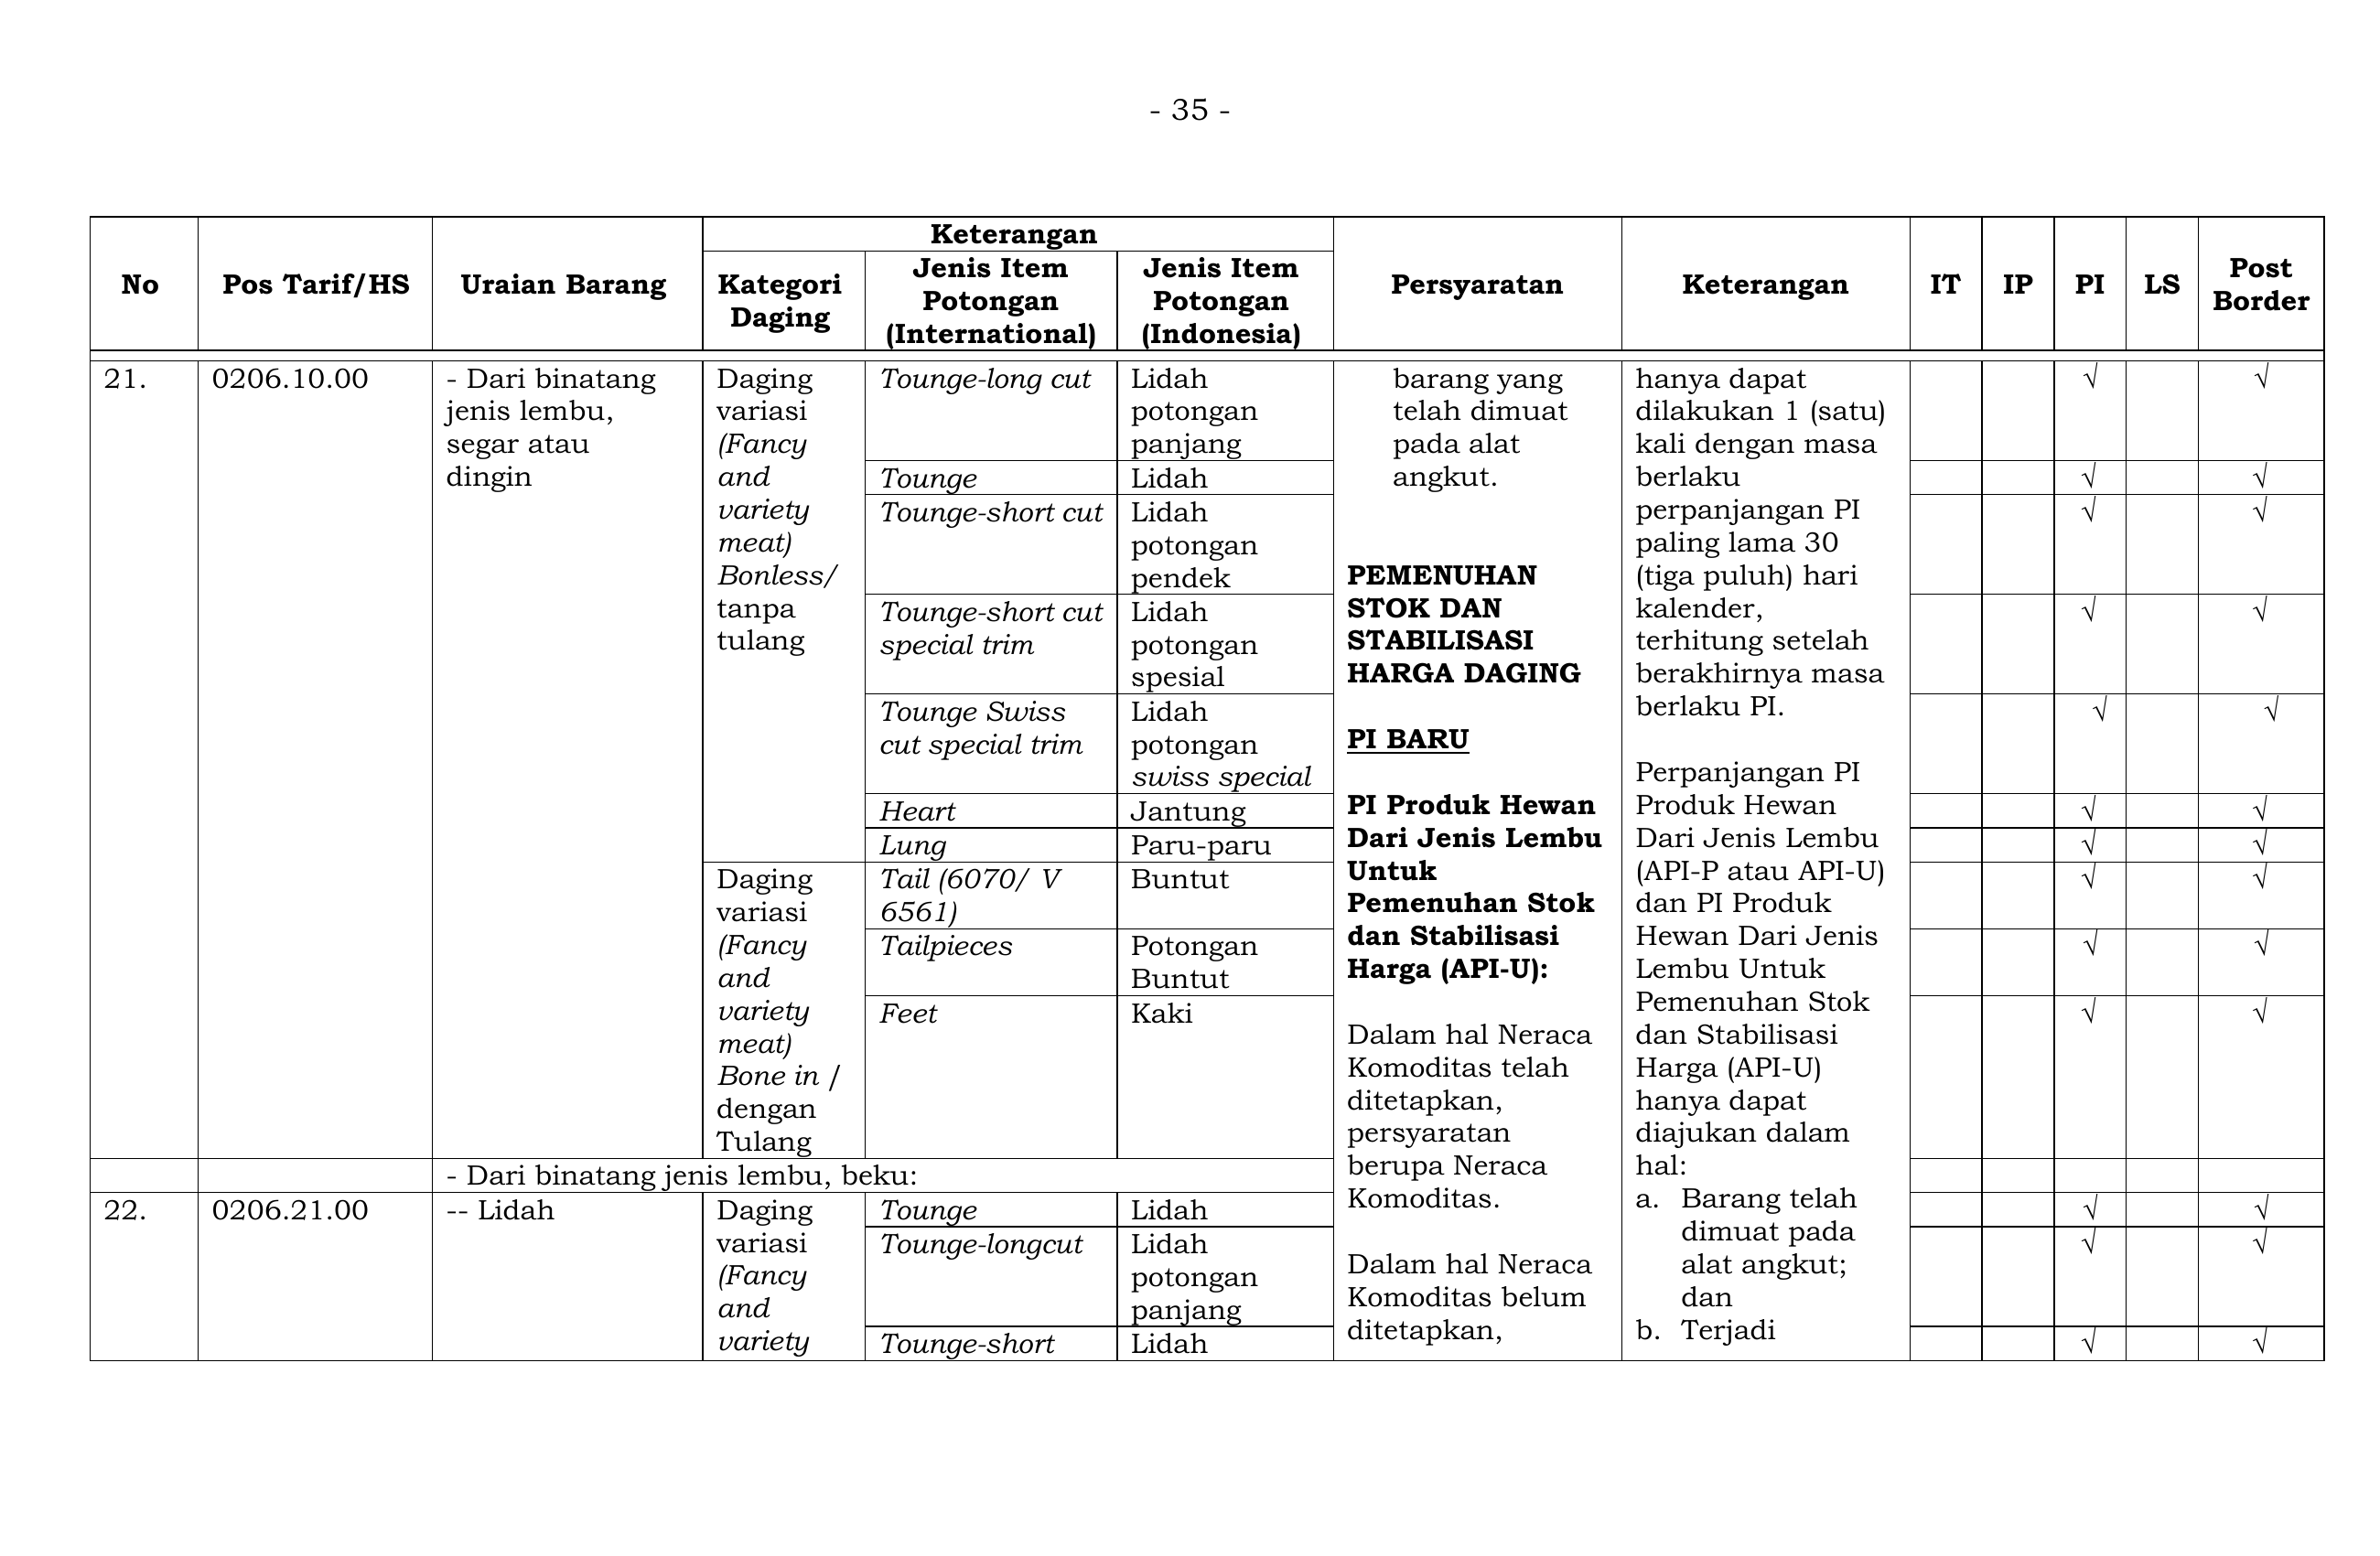 - 35 -
Keterangan
No
Pos Tarif/HS
Uraian Barang
Kategori
Daging
Jenis Item
Potongan
(International)
Jenis Item
Potongan
(Indonesia)
Persyaratan
Keterangan
IT
IP
PI
LS
Post
Border
21.
0206.10.00
- Dari binatang
jenis lembu,
segar atau
dingin
Daging
variasi
(Fancy
and
variety
meat)
Bonless/
tanpa
tulang
Tounge-long cut
Lidah
potongan
panjang
√
√
Tounge
Lidah
√
√
Tounge-short cut
Lidah
potongan
pendek
√
√
Tounge-short cut
special trim
Lidah
potongan
spesial
√
√
Tounge Swiss
cut special trim
Lidah
potongan
swiss special
√
√
Heart
Jantung
√
√
Lung
Paru-paru
√
√
Daging
variasi
(Fancy
and
variety
meat)
Bone in /
dengan
Tulang
Tail (6070/ V
6561)
Buntut
√
√
Tailpieces
Potongan
Buntut
√
√
Feet
Kaki
√
√
- Dari binatang jenis lembu, beku:
22.
0206.21.00
-- Lidah
Daging
variasi
(Fancy
and
variety
Tounge
Lidah
√
√
Tounge-longcut
Lidah
potongan
panjang
√
√
Tounge-short
Lidah
√
√
barang yang
telah dimuat
pada alat
angkut.
PEMENUHAN
STOK DAN
STABILISASI
HARGA DAGING
PI BARU
PI Produk Hewan
Dari Jenis Lembu
Untuk
Pemenuhan Stok
dan Stabilisasi
Harga (API-U):
Dalam hal Neraca
Komoditas telah
ditetapkan,
persyaratan
berupa Neraca
Komoditas.
Dalam hal Neraca
Komoditas belum
ditetapkan,
hanya dapat
dilakukan 1 (satu)
kali dengan masa
berlaku
perpanjangan PI
paling lama 30
(tiga puluh) hari
kalender,
terhitung setelah
berakhirnya masa
berlaku PI.
Perpanjangan PI
Produk Hewan
Dari Jenis Lembu
(API-P atau API-U)
dan PI Produk
Hewan Dari Jenis
Lembu Untuk
Pemenuhan Stok
dan Stabilisasi
Harga (API-U)
hanya dapat
diajukan dalam
hal:
a. Barang telah
dimuat pada
alat angkut;
dan
b. Terjadi